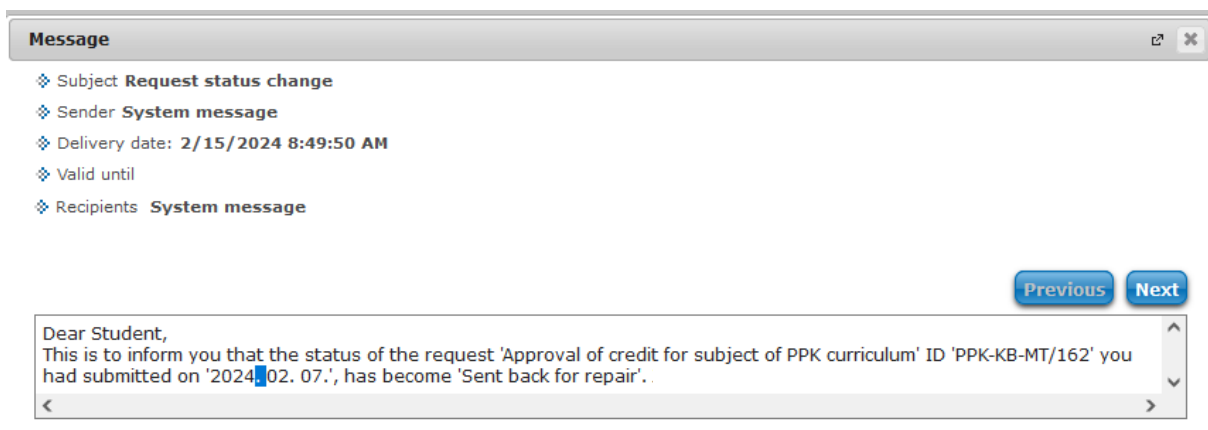 Message
Subject Request status change
Sender System message
Delivery date: 2/15/2024 8:49:50 AM
Valid until
Recipients System message
Previous Next
Dear Student,
This is to inform you that the status of the request 'Approval of credit for subject of PPK curriculum' ID 'PPK-KB-MT/162' you
had submitted on '2024. 02. 07.', has become 'Sent back for repair'.